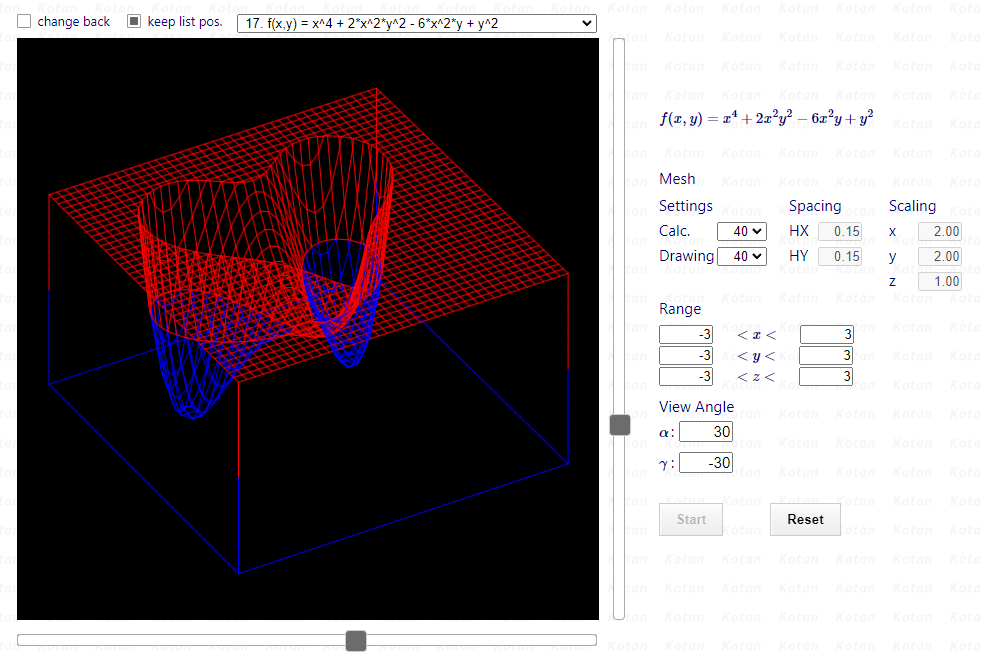 change back keep list pos. 17. f(x,y) = x^4 + 2*x^2*y^2 - 6*x^2*y + y^2
f(x, y) = x⁴ + 2x²y² − 6x²y + y²
Mesh
Settings Spacing Scaling
Calc. 40 HX 0.15 x 2.00
Drawing 40 HY 0.15 y 2.00
z 1.00
Range
-3 < x < 3
-3 < y < 3
-3 < z < 3
View Angle
α : 30
γ : -30
Start Reset
Kotan